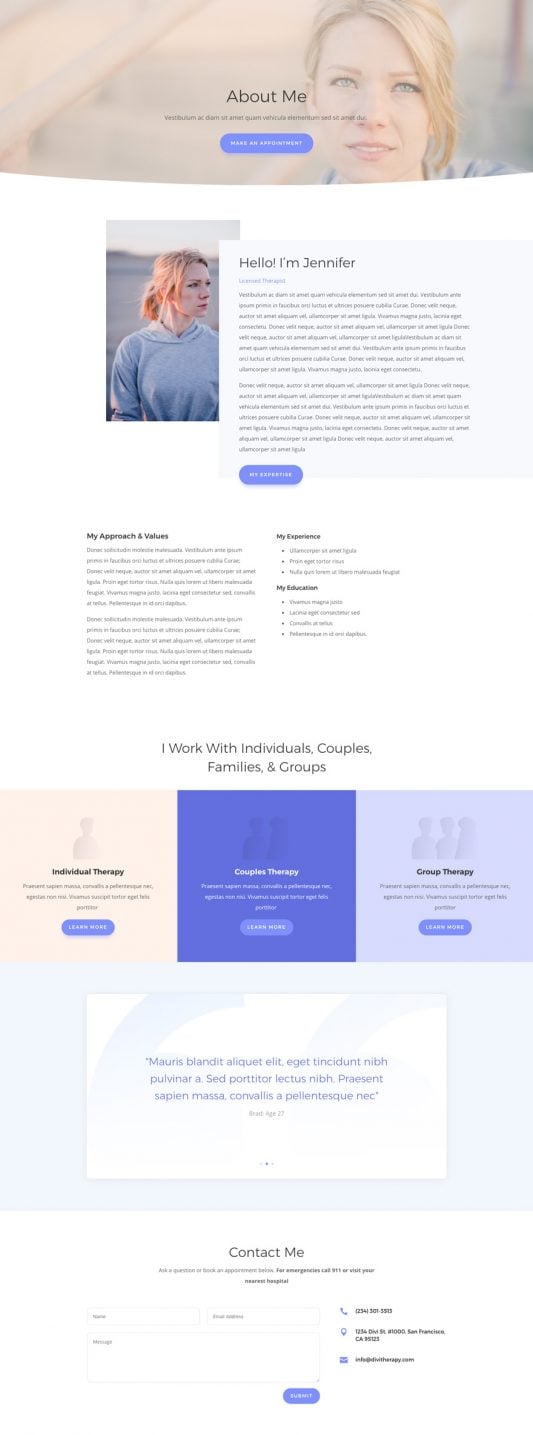 About Me
Vestibulum ac diam sit amet quam vehicula elementum sed sit amet dui.
MAKE AN APPOINTMENT
Hello! I'm Jennifer
Licensed Therapist
Vestibulum ac diam sit amet quam vehicula elementum sed sit amet dui. Vestibulum ante
ipsum primis in faucibus orci luctus et ultrices posuere cubilia Curae. Donec velit neque,
auctor sit amet aliquam vel, ullamcorper sit amet ligula. Vivamus magna justo, lacinia eget
consectetu. Donec velit neque, auctor sit amet aliquam vel, ullamcorper sit amet ligula Donec
velit neque, auctor sit amet aliquam vel, ullamcorper sit amet ligulaVestibulum ac diam sit
amet quam vehicula elementum sed sit amet dui. Vestibulum ante ipsum primis in faucibus
orci luctus et ultrices posuere cubilia Curae. Donec velit neque, auctor sit amet aliquam vel,
ullamcorper sit amet ligula. Vivamus magna justo, lacinia eget consectetu.
Donec velit neque, auctor sit amet aliquam vel, ullamcorper sit amet ligula Donec velit neque,
auctor sit amet aliquam vel, ullamcorper sit amet ligulaVestibulum ac diam sit amet quam
vehicula elementum sed sit amet dui. Vestibulum ante ipsum primis in faucibus orci luctus et
ultrices posuere cubilia Curae. Donec velit neque, auctor sit amet aliquam vel, ullamcorper sit
amet ligula. Vivamus magna justo, lacinia eget consectetu. Donec velit neque, auctor sit amet
aliquam vel, ullamcorper sit amet ligula Donec velit neque, auctor sit amet aliquam vel,
ullamcorper sit amet ligula
MY EXPERTISE
My Approach & Values
Donec sollicitudin molestie malesuada. Vestibulum ante ipsum
primis in faucibus orci luctus et ultrices posuere cubilia Curae;
Donec velit neque, auctor sit amet aliquam vel, ullamcorper sit amet
ligula. Proin eget tortor risus. Nulla quis lorem ut libero malesuada
feugiat. Vivamus magna justo, lacinia eget consectetur sed, convallis
at tellus. Pellentesque in id orci dapibus.
Donec sollicitudin molestie malesuada. Vestibulum ante ipsum
primis in faucibus orci luctus et ultrices posuere cubilia Curae;
Donec velit neque, auctor sit amet aliquam vel, ullamcorper sit amet
ligula. Proin eget tortor risus. Nulla quis lorem ut libero malesuada
feugiat. Vivamus magna justo, lacinia eget consectetur sed, convallis
at tellus. Pellentesque in id orci dapibus.
My Experience
Ullamcorper sit amet ligula
Proin eget tortor risus
Nulla quis lorem ut libero malesuada feugiat
My Education
Vivamus magna justo
Lacinia eget consectetur sed
Convallis at tellus
Pellentesque in id orci dapibus.
I Work With Individuals, Couples,
Families, & Groups
Individual Therapy
Praesent sapien massa, convallis a pellentesque nec,
egestas non nisi. Vivamus suscipit tortor eget felis
porttitor
LEARN MORE
Couples Therapy
Praesent sapien massa, convallis a pellentesque nec,
egestas non nisi. Vivamus suscipit tortor eget felis
porttitor
LEARN MORE
Group Therapy
Praesent sapien massa, convallis a pellentesque nec,
egestas non nisi. Vivamus suscipit tortor eget felis
porttitor
LEARN MORE
"Mauris blandit aliquet elit, eget tincidunt nibh
pulvinar a. Sed porttitor lectus nibh. Praesent
sapien massa, convallis a pellentesque nec"
Brad: Age 27
Contact Me
Ask a question or book an appointment below. For emergencies call 911 or visit your
nearest hospital
Name
Email Address
Message
SUBMIT
(234) 301-3513
1234 Divi St. #1000, San Francisco,
CA 95123
info@divitherapy.com